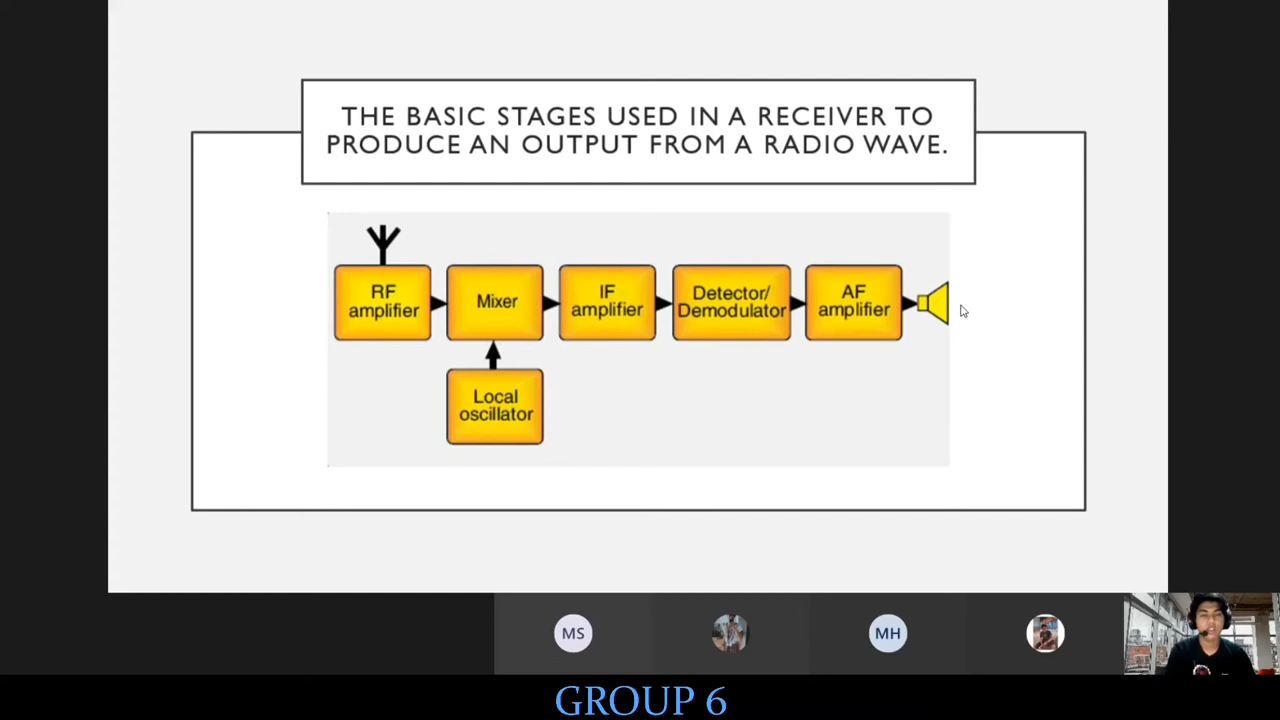 THE BASIC STAGES USED IN A RECEIVER TO
PRODUCE AN OUTPUT FROM A RADIO WAVE.
RF
amplifier
Mixer
IF
amplifier
Detector/
Demodulator
AF
amplifier
Local
oscillator
MS
MH
GROUP 6